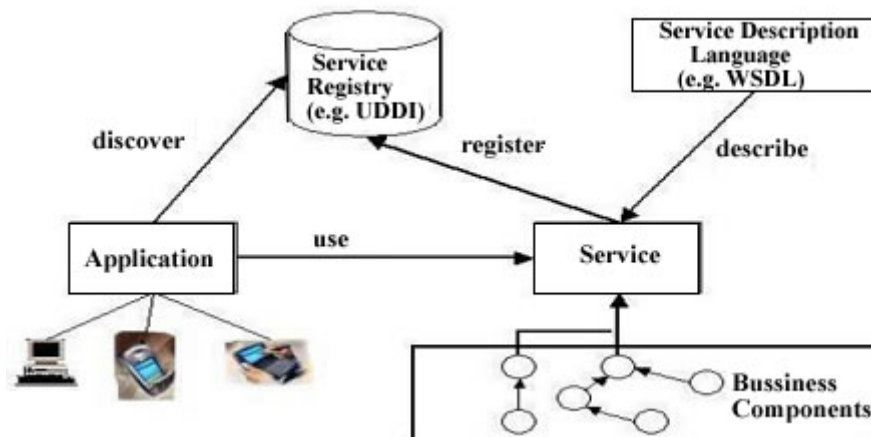 Service
Registry
(e.g. UDDI)
Service Description
Language
(e.g. WSDL)
discover
register
describe
Application
use
Service
Bussiness
Components